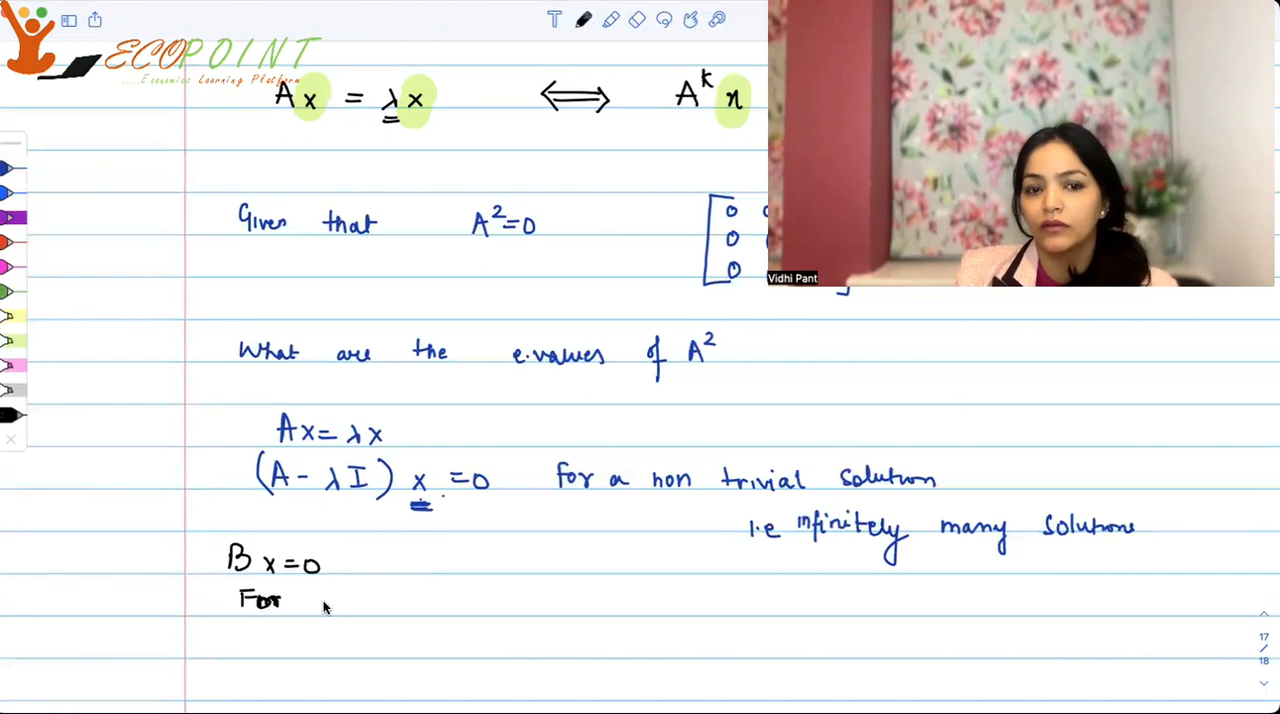 ECOPOINT
.....Economics Learning Platform
Ax = λx ⟺ A^k x
Given that A²=0
0
0
0
Vidhi Pant
What are the e.values of A²
Ax=λx
(A-λI) x =0 For a non trivial solution
i.e infinitely many solutions
Bx=0
For
17
/
18